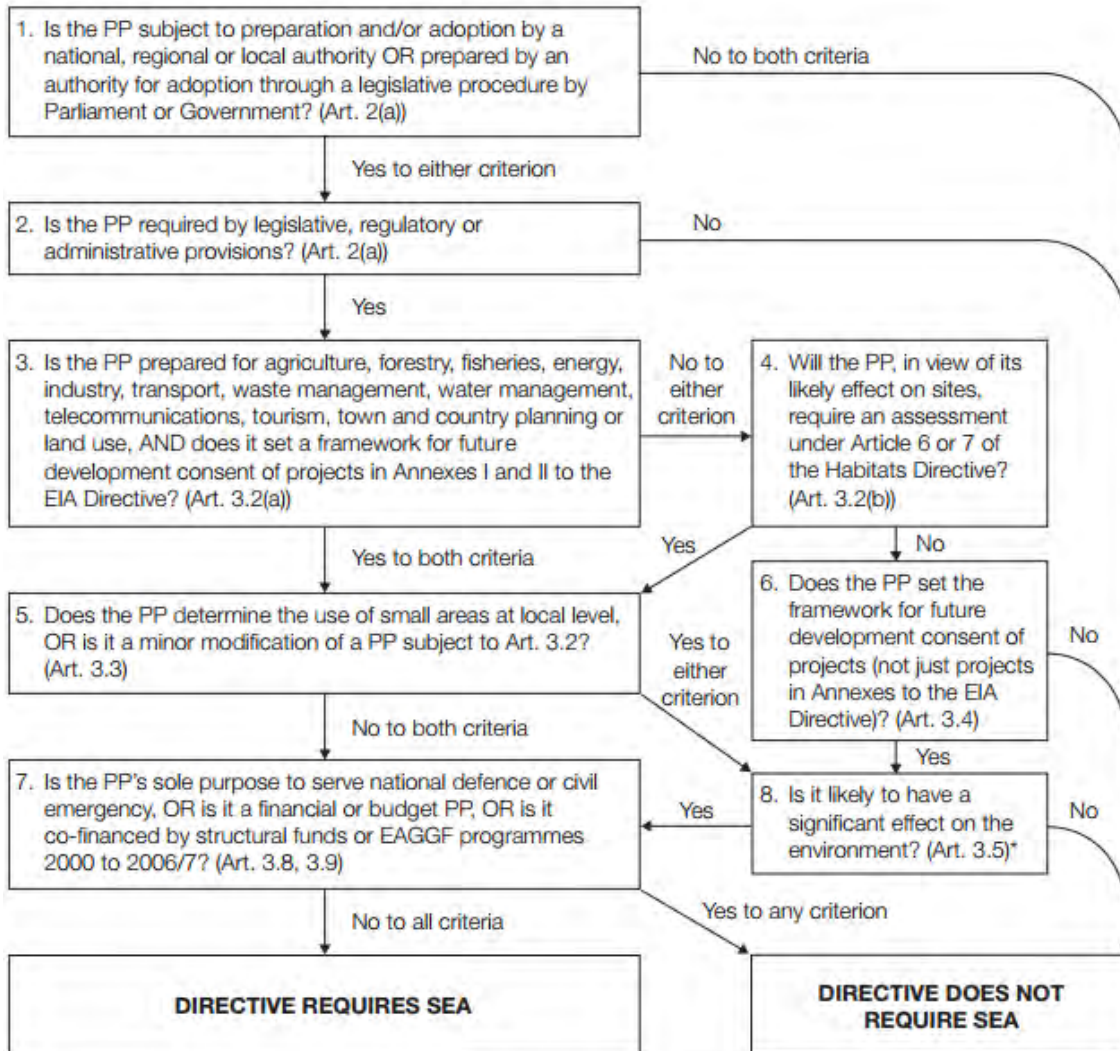 1. Is the PP subject to preparation and/or adoption by a
national, regional or local authority OR prepared by an
authority for adoption through a legislative procedure by
Parliament or Government? (Art. 2(a))
No to both criteria
Yes to either criterion
2. Is the PP required by legislative, regulatory or
administrative provisions? (Art. 2(a))
No
Yes
3. Is the PP prepared for agriculture, forestry, fisheries, energy,
industry, transport, waste management, water management,
telecommunications, tourism, town and country planning or
land use, AND does it set a framework for future
development consent of projects in Annexes I and II to the
EIA Directive? (Art. 3.2(a))
No to
either
criterion
4. Will the PP, in view of its
likely effect on sites,
require an assessment
under Article 6 or 7 of
the Habitats Directive?
(Art. 3.2(b))
Yes to both criteria
Yes
No
5. Does the PP determine the use of small areas at local level,
OR is it a minor modification of a PP subject to Art. 3.2?
(Art. 3.3)
Yes to
either
criterion
6. Does the PP set the
framework for future
development consent of
projects (not just projects
in Annexes to the EIA
Directive)? (Art. 3.4)
No
No to both criteria
Yes
7. Is the PP's sole purpose to serve national defence or civil
emergency, OR is it a financial or budget PP, OR is it
co-financed by structural funds or EAGGF programmes
2000 to 2006/7? (Art. 3.8, 3.9)
Yes
8. Is it likely to have a
significant effect on the
environment? (Art. 3.5)*
No
No to all criteria
Yes to any criterion
DIRECTIVE REQUIRES SEA
DIRECTIVE DOES NOT
REQUIRE SEA